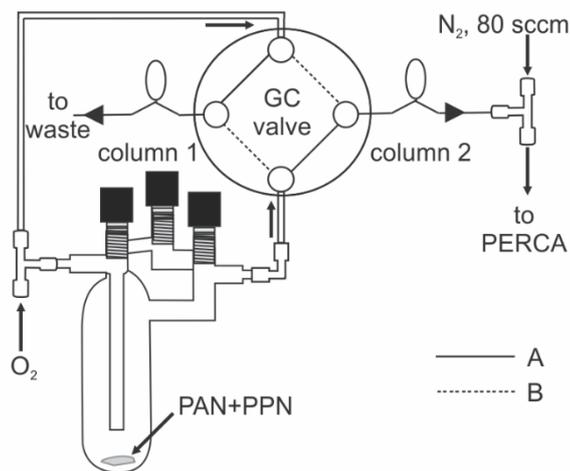 N₂, 80 sccm
GC
valve
to
waste
column 1
column 2
to
PERCA
O₂
PAN+PPN
A
B